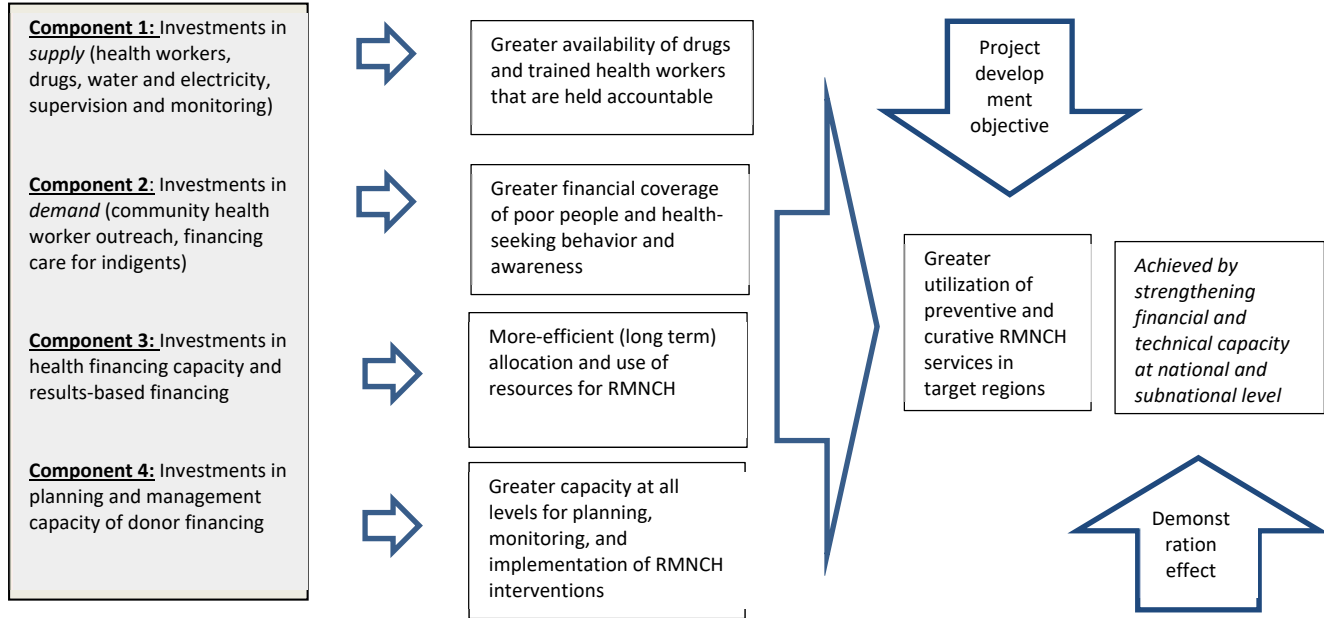 Component 1: Investments in
supply (health workers,
drugs, water and electricity,
supervision and monitoring)
Component 2: Investments in
demand (community health
worker outreach, financing
care for indigents)
Component 3: Investments in
health financing capacity and
results-based financing
Component 4: Investments in
planning and management
capacity of donor financing
Greater availability of drugs
and trained health workers
that are held accountable
Greater financial coverage
of poor people and health-
seeking behavior and
awareness
More-efficient (long term)
allocation and use of
resources for RMNCH
Greater capacity at all
levels for planning,
monitoring, and
implementation of RMNCH
interventions
Project
develop
ment
objective
Greater
utilization of
preventive and
curative RMNCH
services in
target regions
Achieved by
strengthening
financial and
technical capacity
at national and
subnational level
Demonst
ration
effect